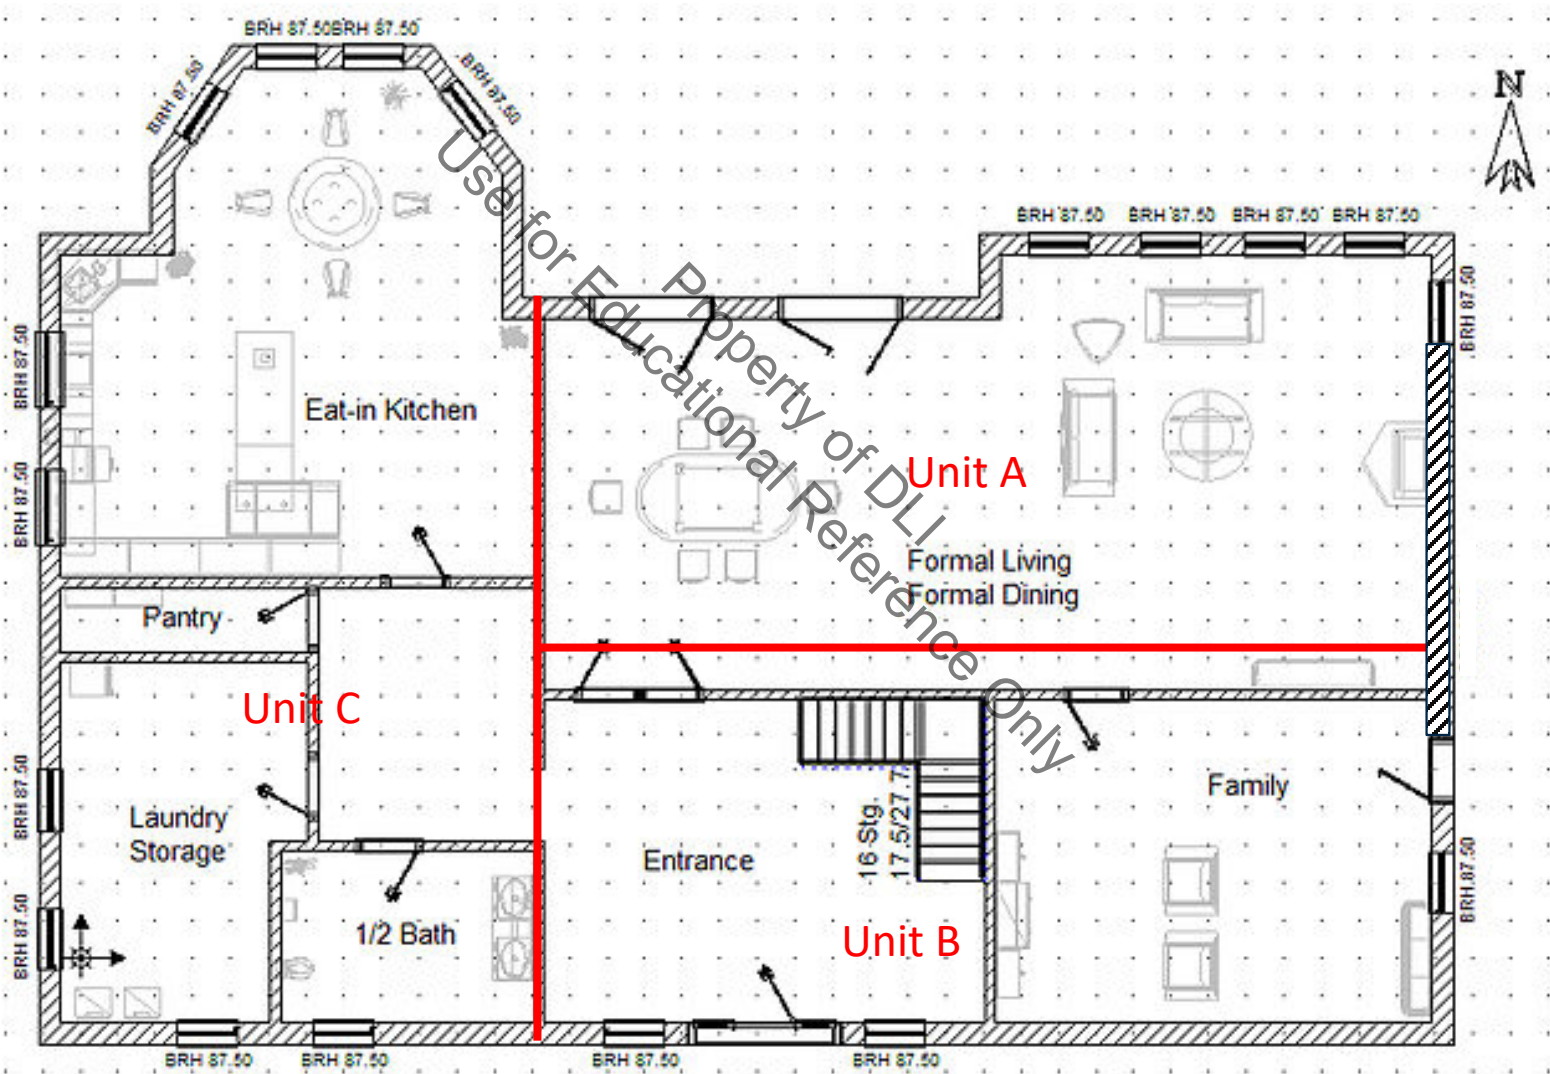 BRH 87.50BRH 87.50
BRH 87.50
BRH 87.50
N
BRH 87.50 BRH 87.50 BRH 87.50 BRH 87.50
BRH 87.50
BRH 87.50
BRH 87.50
Eat-in Kitchen
Use for Educational Reference Only
Property of DLI
Unit A
Formal Living
Formal Dining
Pantry
Unit C
BRH 87.50
Laundry
Storage
BRH 87.50
1/2 Bath
Entrance
16 Stg.
17.5/27.7
Unit B
Family
BRH 87.50
BRH 87.50 BRH 87.50 BRH 87.50 BRH 87.50